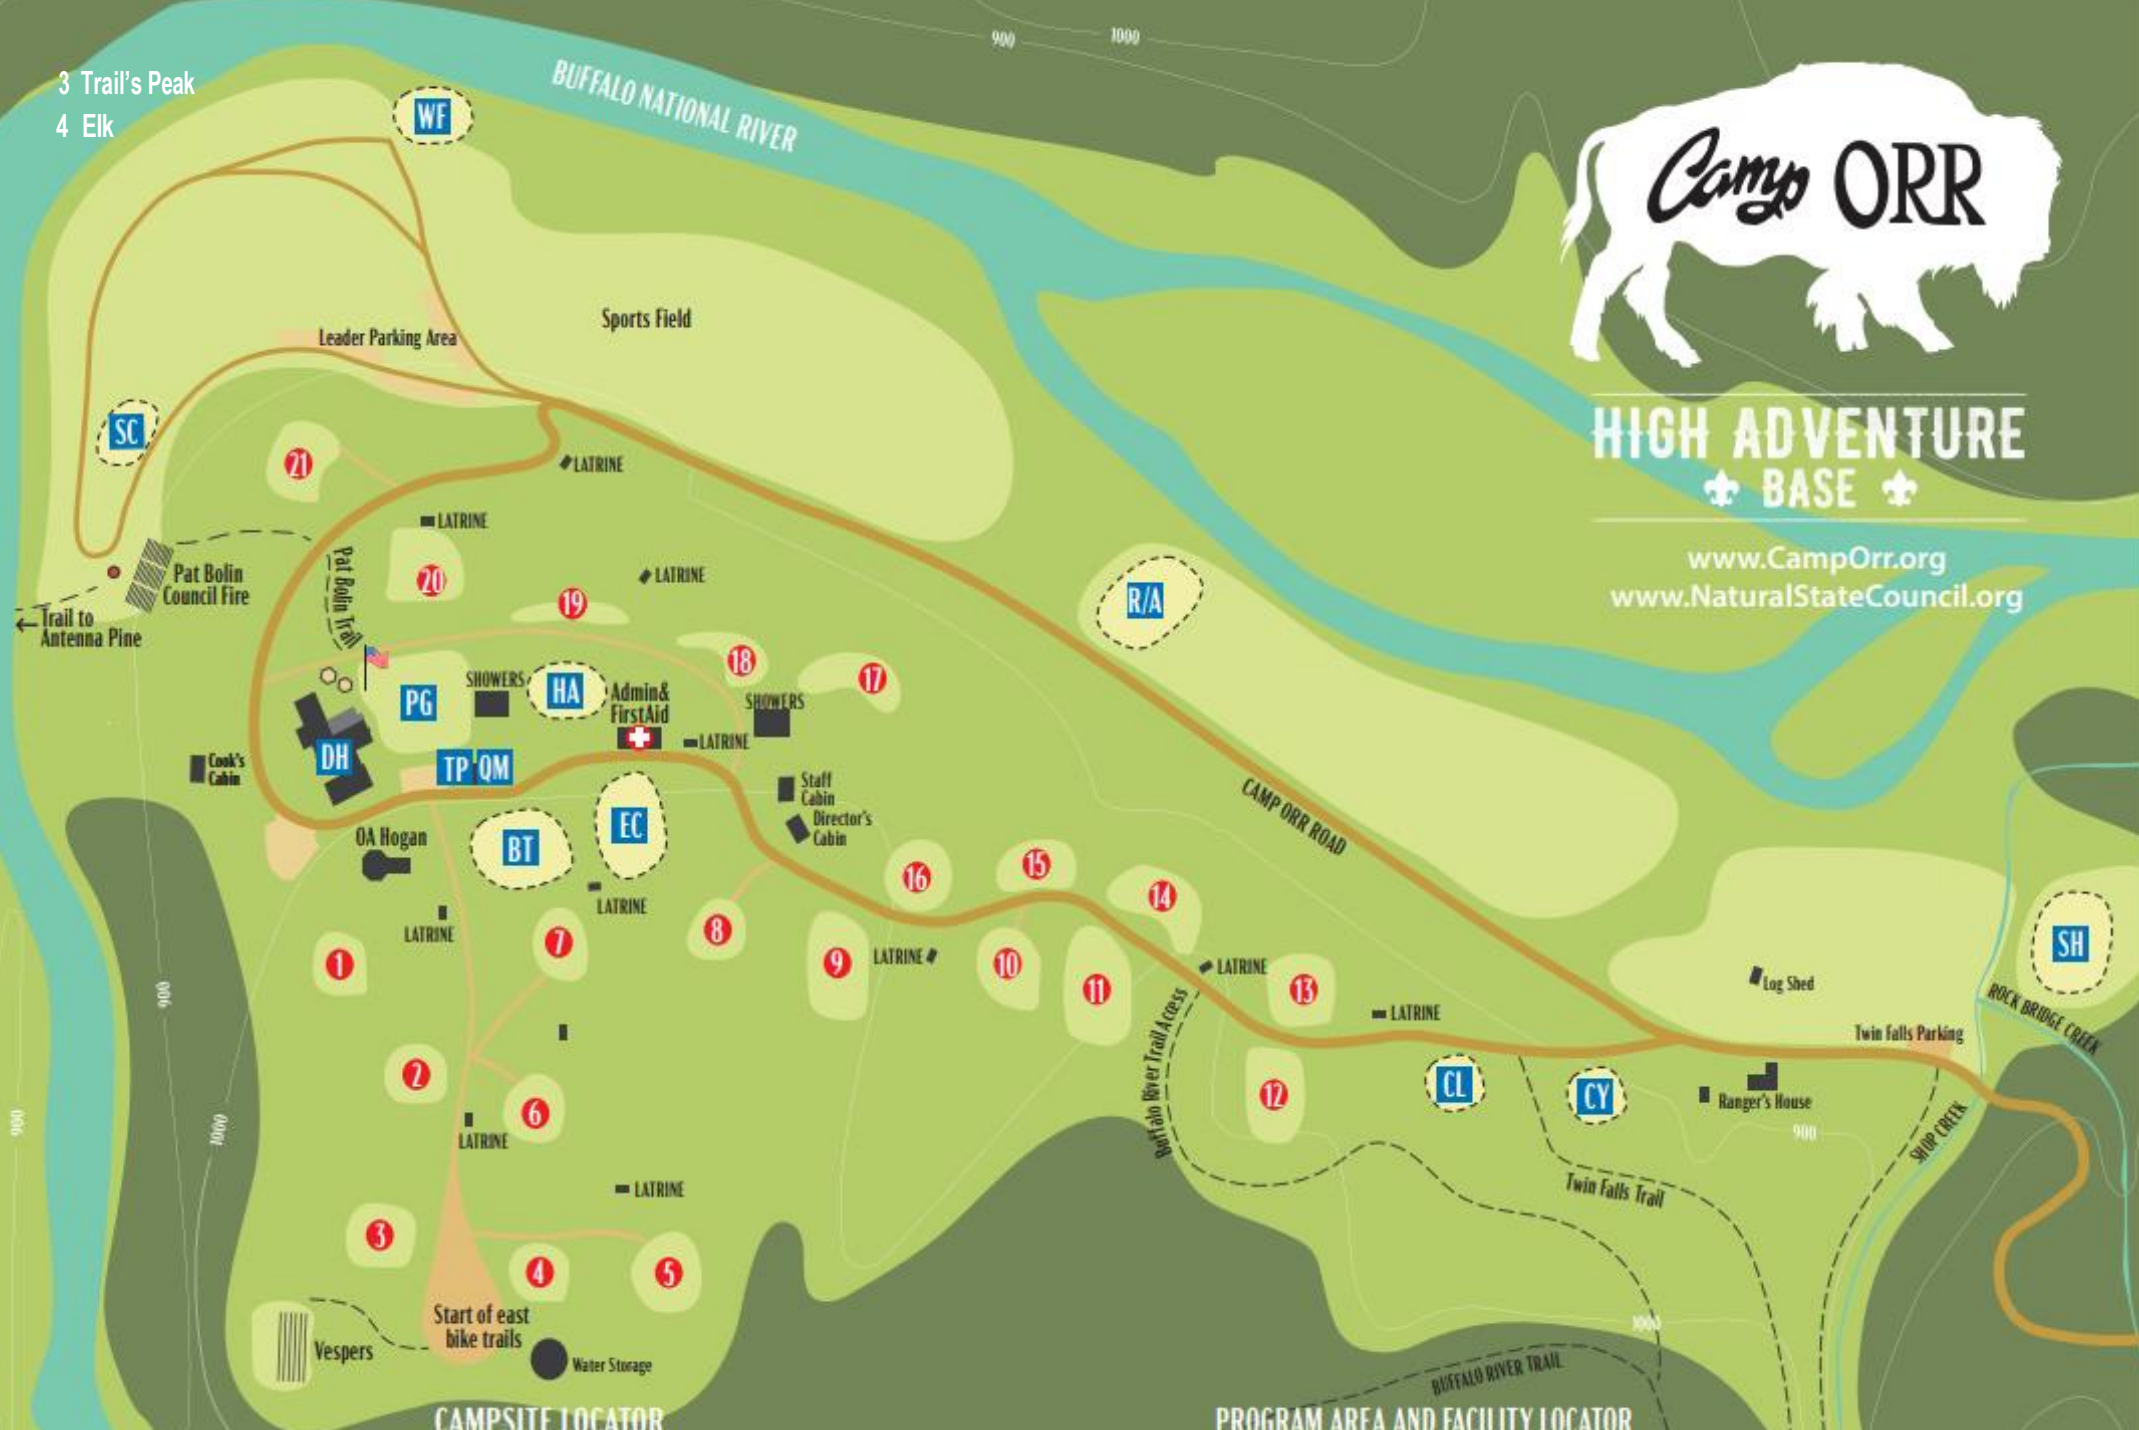 900
1000
BUFFALO NATIONAL RIVER
3 Trail's Peak
4 Elk
WF
Camp ORR
HIGH ADVENTURE
BASE
www.CampOrr.org
www.NaturalStateCouncil.org
Sports Field
Leader Parking Area
SC
21
LATRINE
LATRINE
Pat Bolin
Council Fire
Pat Bolin Trail
20
LATRINE
19
R/A
Trail to
Antenna Pine
18
17
PG
SHOWERS
HA
Admin&
FirstAid
SHOWERS
LATRINE
DH
TP
QM
Cook's
Cabin
Staff
Cabin
Director's
Cabin
CAMP ORR ROAD
OA Hogan
BT
EC
LATRINE
16
15
14
LATRINE
1
7
8
9
LATRINE
10
11
LATRINE
13
LATRINE
Log Shed
SH
ROCK BRIDGE CREEK
Twin Falls Parking
900
Buffalo River Trail Access
2
6
12
CL
CY
Ranger's House
900
SHOP CREEK
900
1000
LATRINE
LATRINE
Twin Falls Trail
3
4
5
Start of east
bike trails
Vespers
Water Storage
1000
BUFFALO RIVER TRAIL
CAMPSITE LOCATOR
PROGRAM AREA AND FACILITY LOCATOR